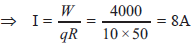 ⇒ I = W/qR = 4000/10×50 = 8A